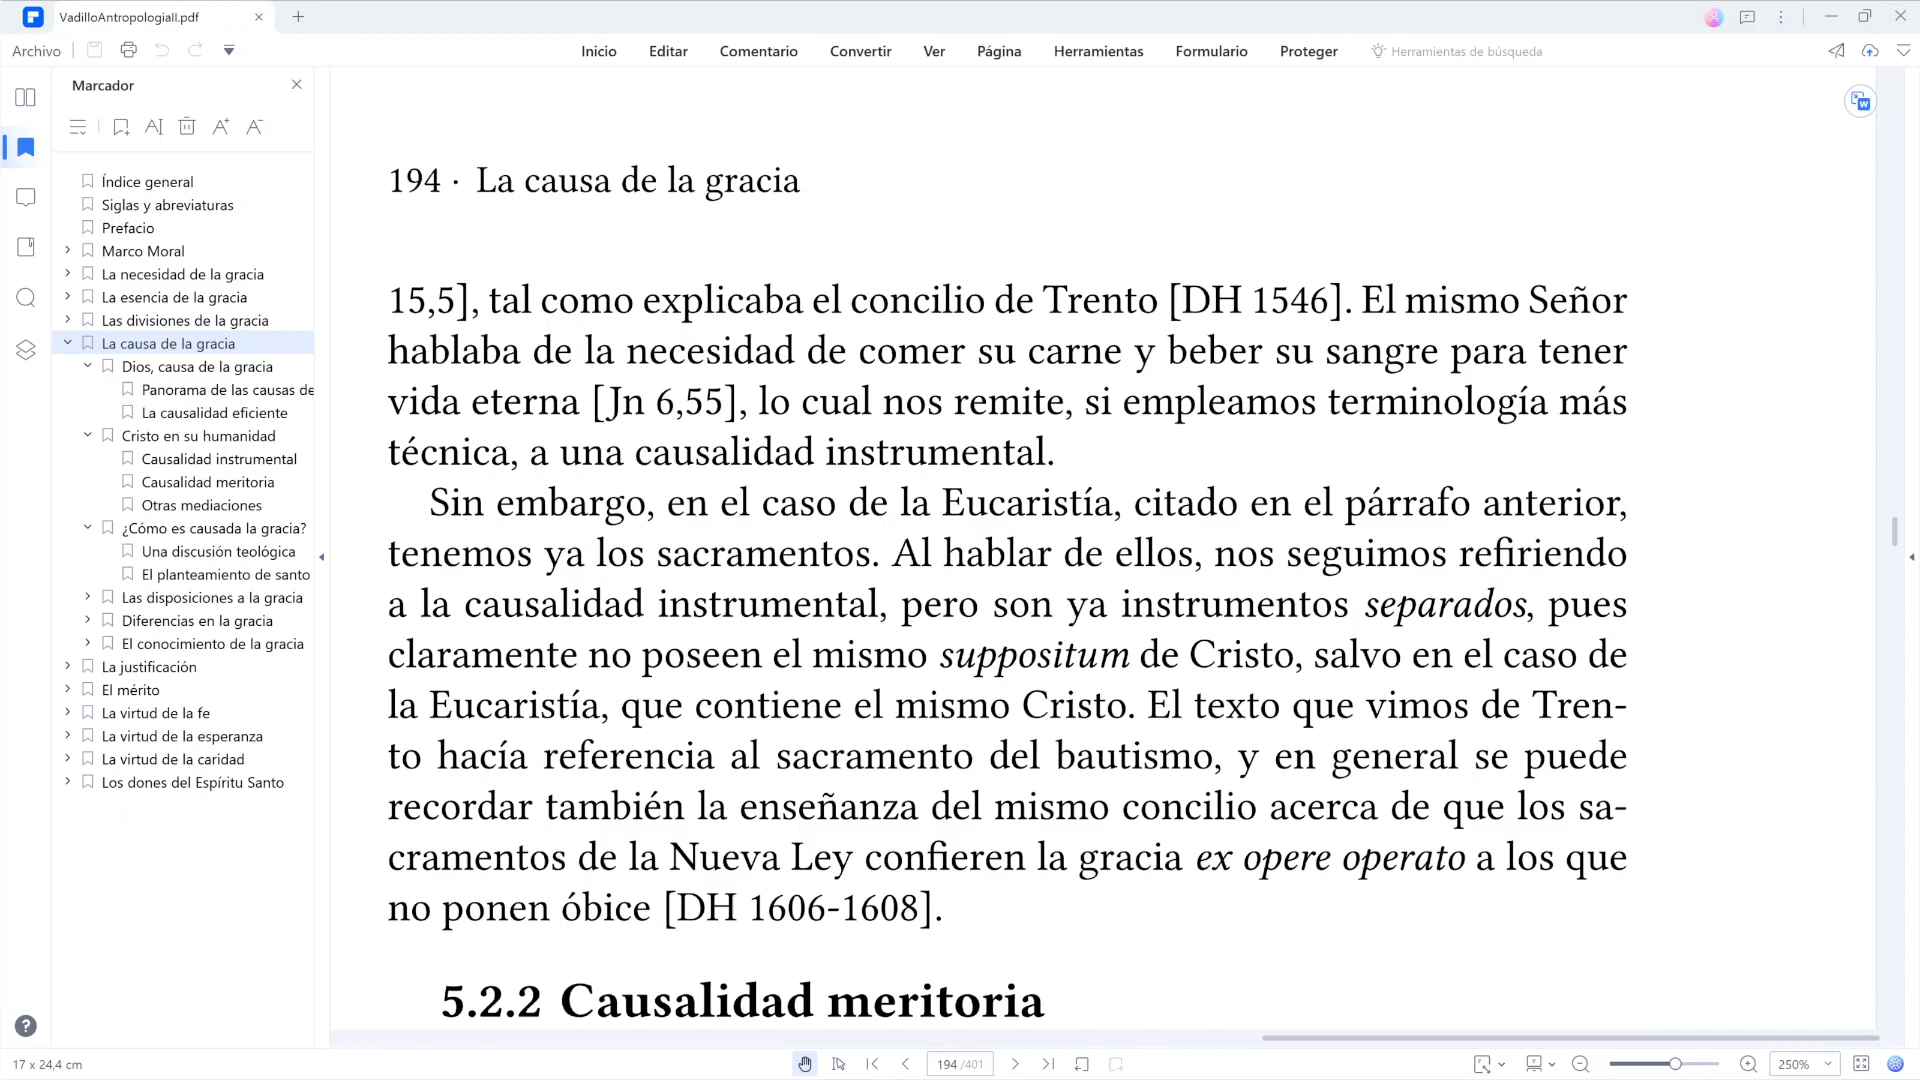 VadilloAntropologiaII.pdf
Archivo
Inicio
Editar
Comentario
Convertir
Ver
Página
Herramientas
Formulario
Proteger
Herramientas de búsqueda
Marcador
Índice general
Siglas y abreviaturas
Prefacio
Marco Moral
La necesidad de la gracia
La esencia de la gracia
Las divisiones de la gracia
La causa de la gracia
Dios, causa de la gracia
Panorama de las causas de
La causalidad eficiente
Cristo en su humanidad
Causalidad instrumental
Causalidad meritoria
Otras mediaciones
¿Cómo es causada la gracia?
Una discusión teológica
El planteamiento de santo
Las disposiciones a la gracia
Diferencias en la gracia
El conocimiento de la gracia
La justificación
El mérito
La virtud de la fe
La virtud de la esperanza
La virtud de la caridad
Los dones del Espíritu Santo
194 · La causa de la gracia
15,5], tal como explicaba el concilio de Trento [DH 1546]. El mismo Señor
hablaba de la necesidad de comer su carne y beber su sangre para tener
vida eterna [Jn 6,55], lo cual nos remite, si empleamos terminología más
técnica, a una causalidad instrumental.
Sin embargo, en el caso de la Eucaristía, citado en el párrafo anterior,
tenemos ya los sacramentos. Al hablar de ellos, nos seguimos refiriendo
a la causalidad instrumental, pero son ya instrumentos separados, pues
claramente no poseen el mismo suppositum de Cristo, salvo en el caso de
la Eucaristía, que contiene el mismo Cristo. El texto que vimos de Tren-
to hacía referencia al sacramento del bautismo, y en general se puede
recordar también la enseñanza del mismo concilio acerca de que los sa-
cramentos de la Nueva Ley confieren la gracia ex opere operato a los que
no ponen óbice [DH 1606-1608].
5.2.2 Causalidad meritoria
17 x 24,4 cm
194 /401
250%